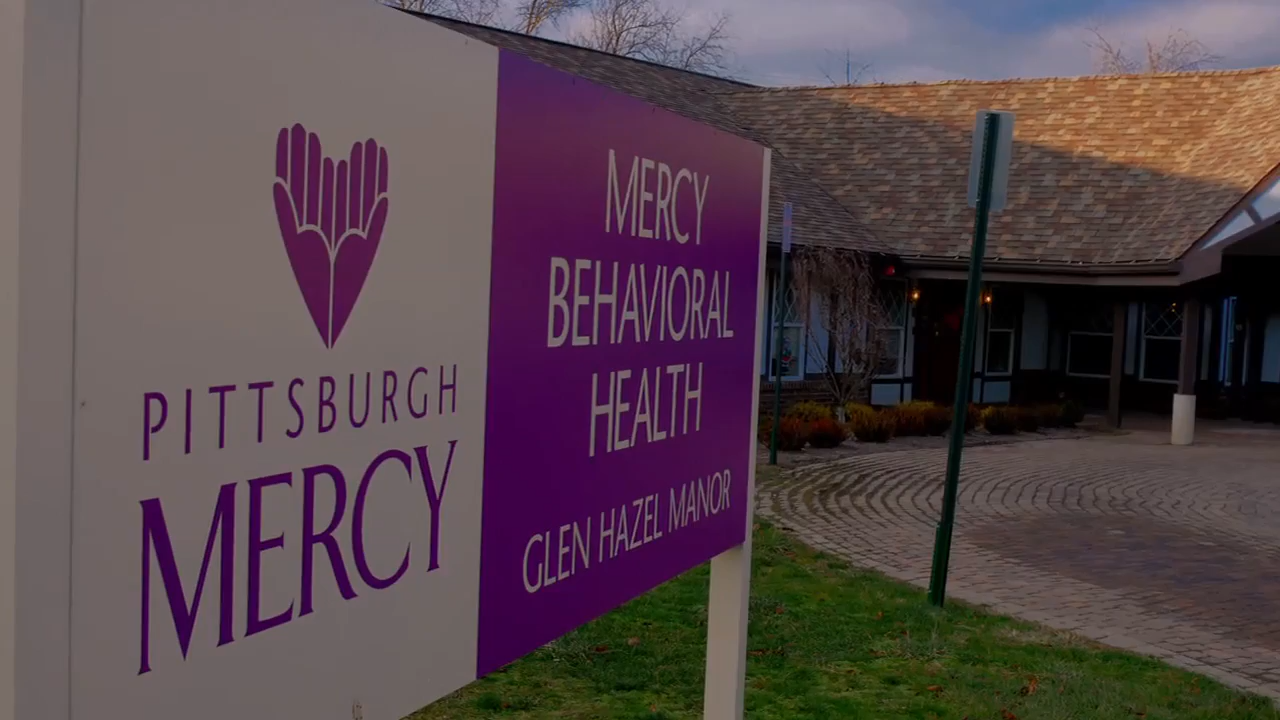 PITTSBURGH
MERCY
MERCY
BEHAVIORAL
HEALTH
GLEN HAZEL MANOR